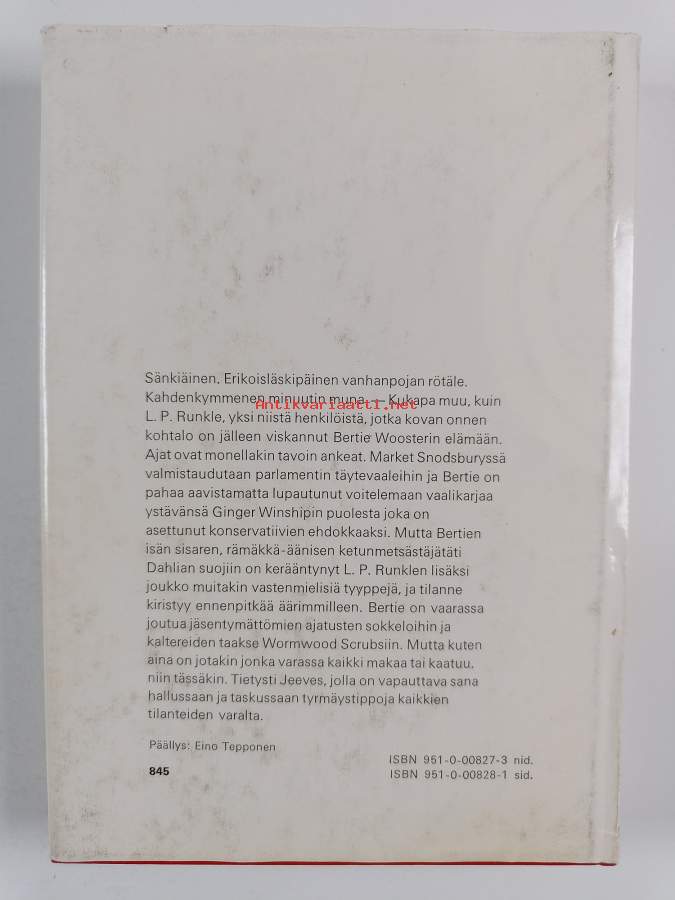 Sänkiäinen. Erikoisläskipäinen vanhanpojan rötäle.
Kahdenkymmenen minuutin muna. — Kukapa muu, kuin
Antikvariaatti.net
L. P. Runkle, yksi niistä henkilöistä, jotka kovan onnen
kohtalo on jälleen viskannut Bertie Woosterin elämään.
Ajat ovat monellakin tavoin ankeat. Market Snodsburyssä
valmistaudutaan parlamentin täytevaaleihin ja Bertie on
pahaa aavistamatta lupautunut voitelemaan vaalikarjaa
ystävänsä Ginger Winshipin puolesta joka on
asettunut konservatiivien ehdokkaaksi. Mutta Bertien
isän sisaren, rämäkkä-äänisen ketunmetsästäjätäti
Dahlian suojiin on kerääntynyt L. P. Runklen lisäksi
joukko muitakin vastenmielisiä tyyppejä, ja tilanne
kiristyy ennenpitkää äärimmilleen. Bertie on vaarassa
joutua jäsentymättömien ajatusten sokkeloihin ja
kaltereiden taakse Wormwood Scrubsiin. Mutta kuten
aina on jotakin jonka varassa kaikki makaa tai kaatuu,
niin tässäkin. Tietysti Jeeves, jolla on vapauttava sana
hallussaan ja taskussaan tyrmäystippoja kaikkien
tilanteiden varalta.
Päällys: Eino Tepponen
845
ISBN 951-0-00827-3 nid.
ISBN 951-0-00828-1 sid.